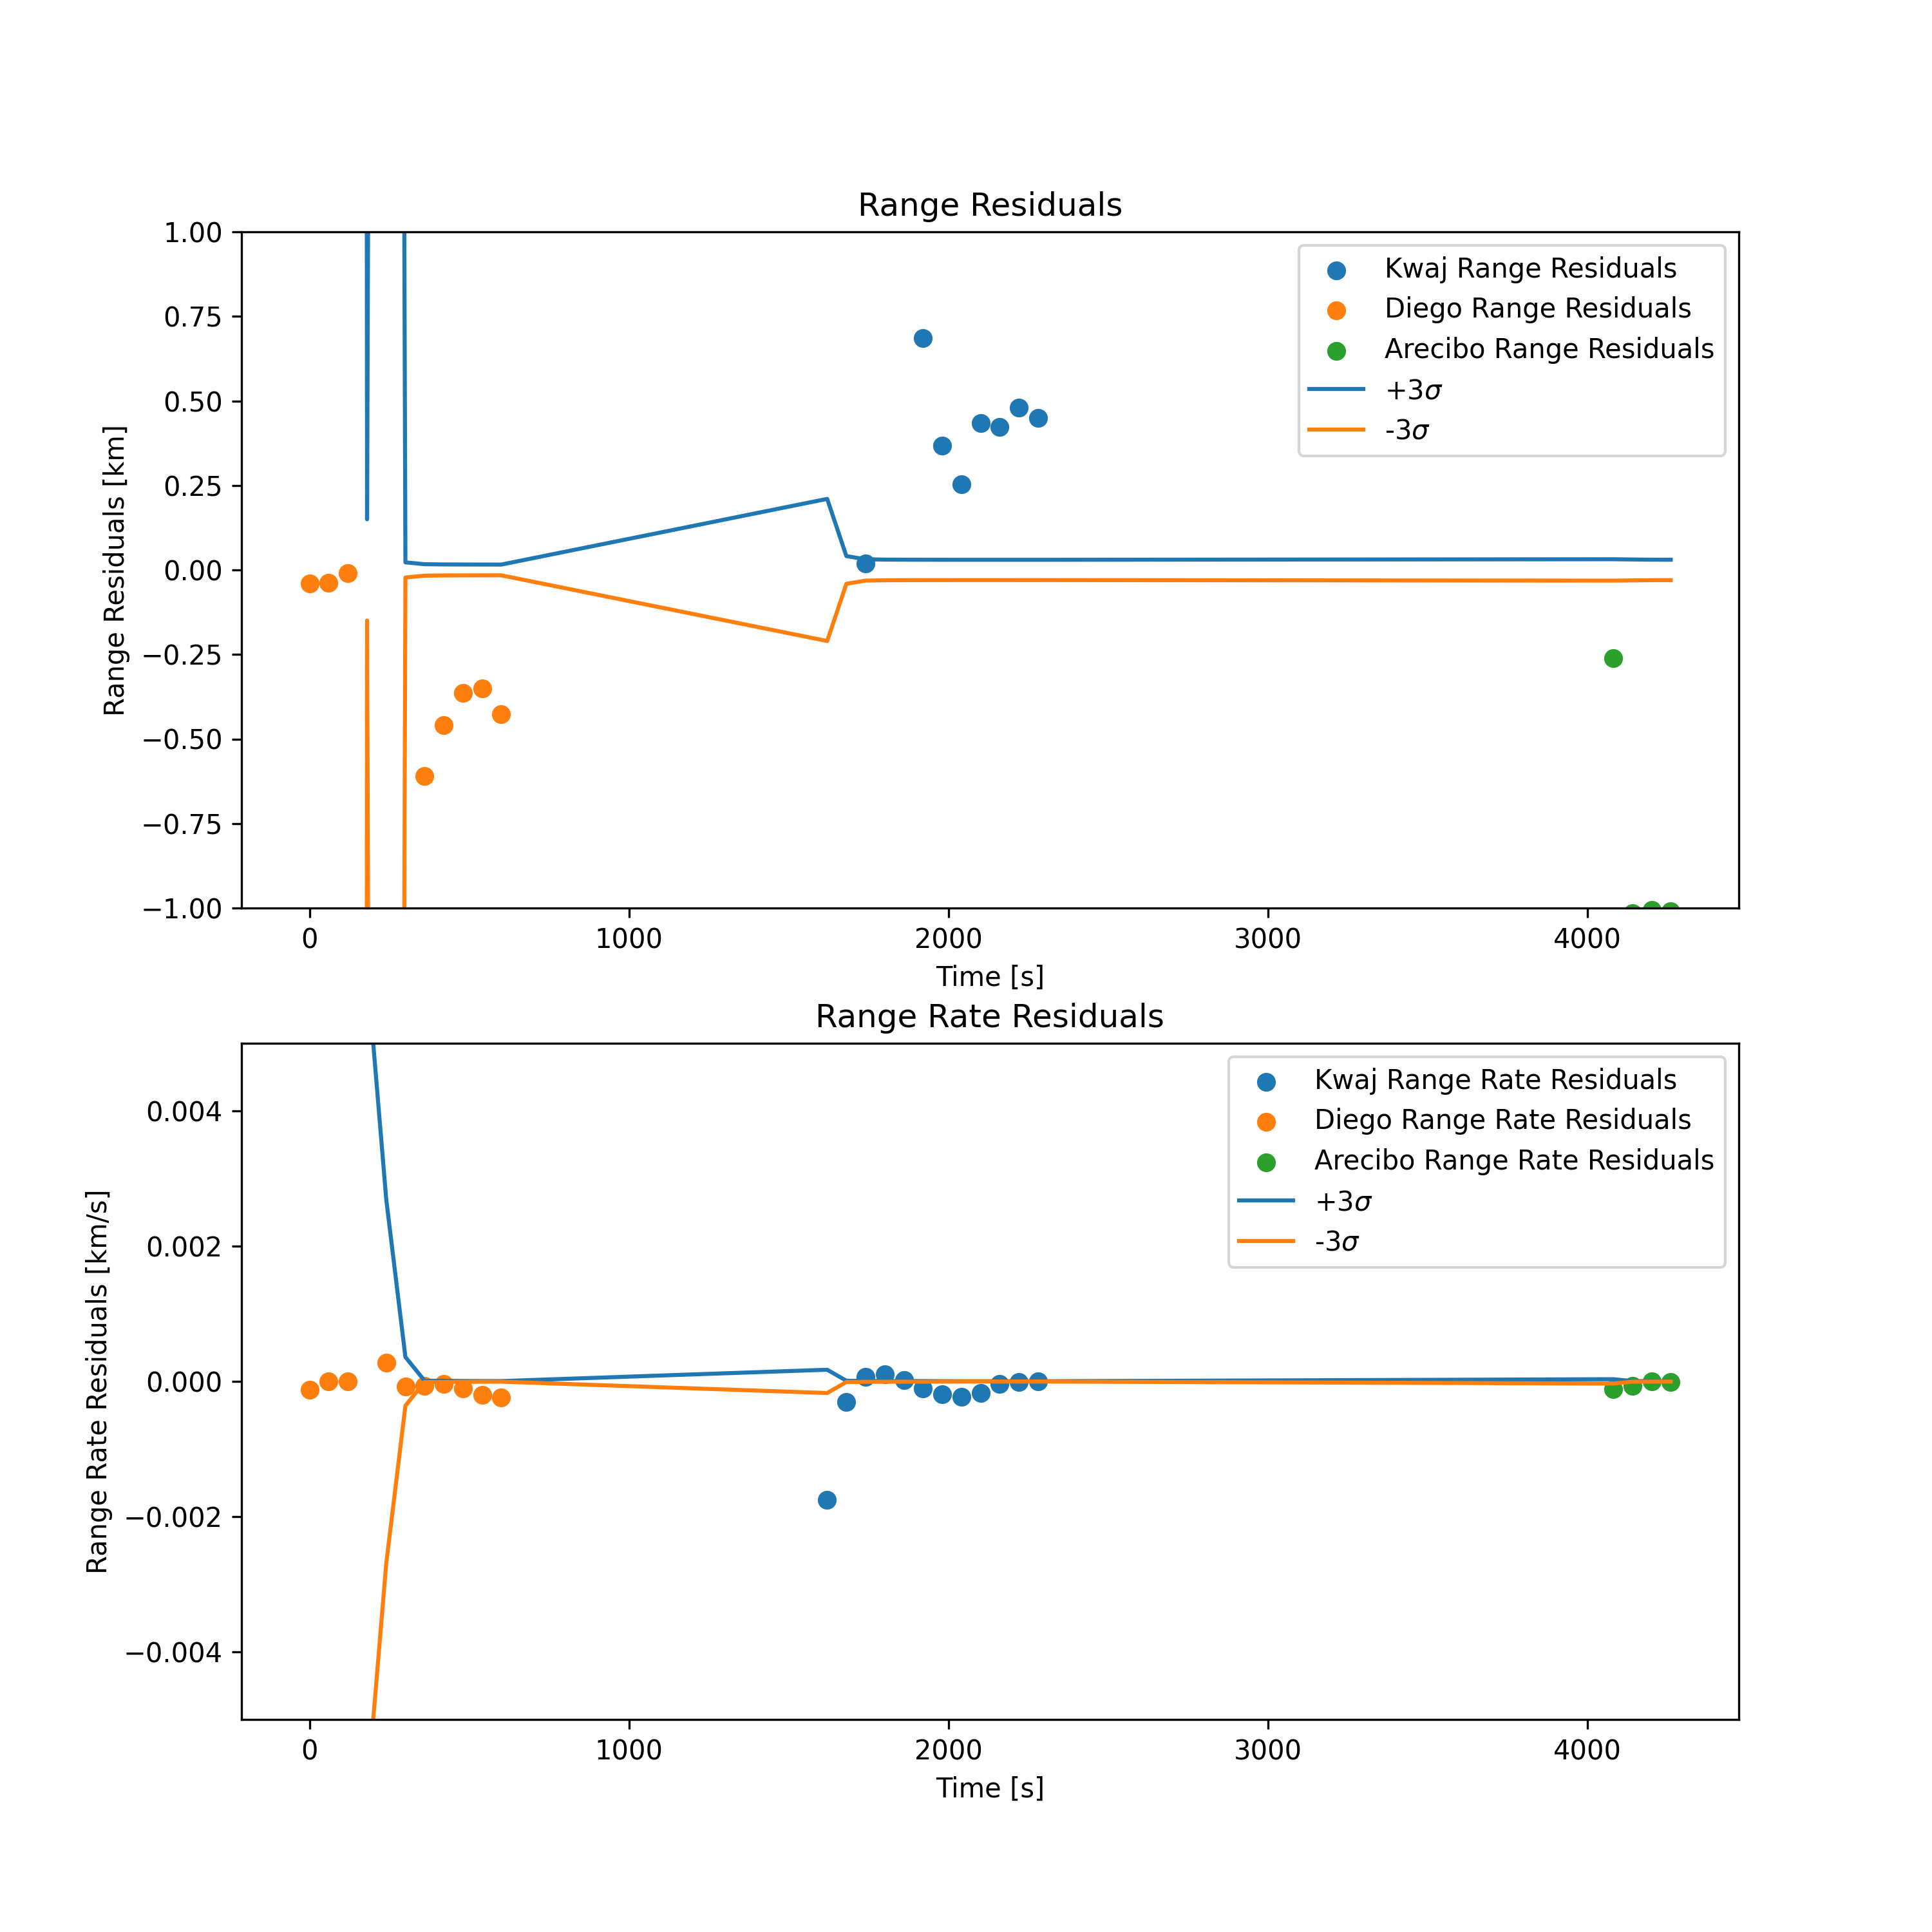 Range Residuals
1.00
0.75
0.50
0.25
0.00
−0.25
−0.50
−0.75
−1.00
Range Residuals [km]
Kwaj Range Residuals
Diego Range Residuals
Arecibo Range Residuals
+3σ
-3σ
0 1000 2000 3000 4000
Time [s]
Range Rate Residuals
0.004
0.002
0.000
−0.002
−0.004
Range Rate Residuals [km/s]
Kwaj Range Rate Residuals
Diego Range Rate Residuals
Arecibo Range Rate Residuals
+3σ
-3σ
0 1000 2000 3000 4000
Time [s]